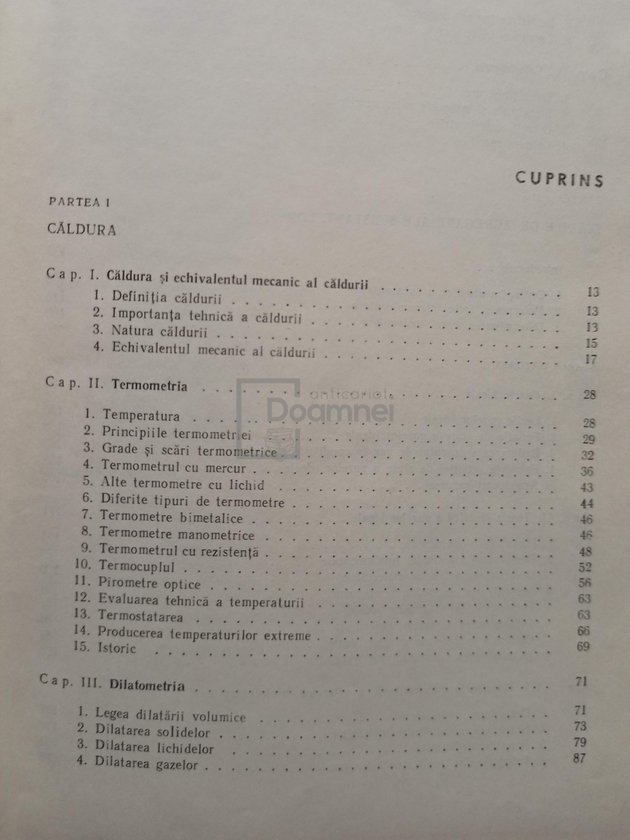 CUPRINS
PARTEA I
CĂLDURA
Cap. I. Căldura și echivalentul mecanic al căldurii . . . . . . . . . . . . 13
1. Definiția căldurii . . . . . . . . . . . . . . . . . . . . 13
2. Importanța tehnică a căldurii . . . . . . . . . . . . . . . . 13
3. Natura căldurii . . . . . . . . . . . . . . . . . . . . . 15
4. Echivalentul mecanic al căldurii . . . . . . . . . . . . . . . 17
Cap. II. Termometria . . . . . . . . . . . . . . . . . . . . . 28
anticariat
Doamnei
1. Temperatura . . . . . . . . . . . . . . . . . . . . . . 28
2. Principiile termometriei . . . . . . . . . . . . . . . . . . 29
3. Grade și scări termometrice . . . . . . . . . . . . . . . . . 32
4. Termometrul cu mercur . . . . . . . . . . . . . . . . . . . 36
5. Alte termometre cu lichid . . . . . . . . . . . . . . . . . . 43
6. Diferite tipuri de termometre . . . . . . . . . . . . . . . . 44
7. Termometre bimetalice . . . . . . . . . . . . . . . . . . . 46
8. Termometre manometrice . . . . . . . . . . . . . . . . . . 46
9. Termometrul cu rezistență . . . . . . . . . . . . . . . . . . 48
10. Termocuplul . . . . . . . . . . . . . . . . . . . . . . 52
11. Pirometre optice . . . . . . . . . . . . . . . . . . . . . 56
12. Evaluarea tehnică a temperaturii . . . . . . . . . . . . . . . 63
13. Termostatarea . . . . . . . . . . . . . . . . . . . . . . 63
14. Producerea temperaturilor extreme . . . . . . . . . . . . . . . 66
15. Istoric . . . . . . . . . . . . . . . . . . . . . . . . 69
Cap. III. Dilatometria . . . . . . . . . . . . . . . . . . . . . 71
1. Legea dilatării volumice . . . . . . . . . . . . . . . . . . 71
2. Dilatarea solidelor . . . . . . . . . . . . . . . . . . . . 73
3. Dilatarea lichidelor . . . . . . . . . . . . . . . . . . . 79
4. Dilatarea gazelor . . . . . . . . . . . . . . . . . . . . . 87